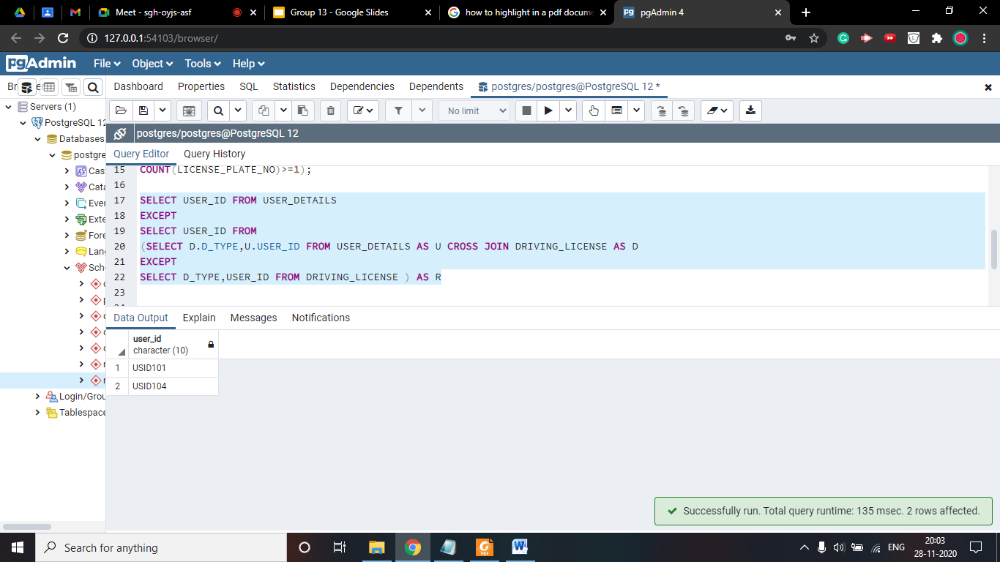 Meet - sgh-oyjs-asf
Group 13 - Google Slides
how to highlight in a pdf docume
pgAdmin 4
127.0.0.1:54103/browser/
pgAdmin
File Object Tools Help
Dashboard Properties SQL Statistics Dependencies Dependents postgres/postgres@PostgreSQL 12 *
Servers (1)
PostgreSQL 12
Databases
postgre
Cas
Cata
Even
Exte
Fore
Lang
Sch
Login/Grou
Tablespace
No limit
postgres/postgres@PostgreSQL 12
Query Editor Query History
15 COUNT(LICENSE_PLATE_NO)>=1);
16
17 SELECT USER_ID FROM USER_DETAILS
18 EXCEPT
19 SELECT USER_ID FROM
20 (SELECT D.D_TYPE,U.USER_ID FROM USER_DETAILS AS U CROSS JOIN DRIVING_LICENSE AS D
21 EXCEPT
22 SELECT D_TYPE,USER_ID FROM DRIVING_LICENSE ) AS R
23
Data Output Explain Messages Notifications
user_id
character (10)
1 USID101
2 USID104
Successfully run. Total query runtime: 135 msec. 2 rows affected.
Search for anything
ENG
20:03
28-11-2020